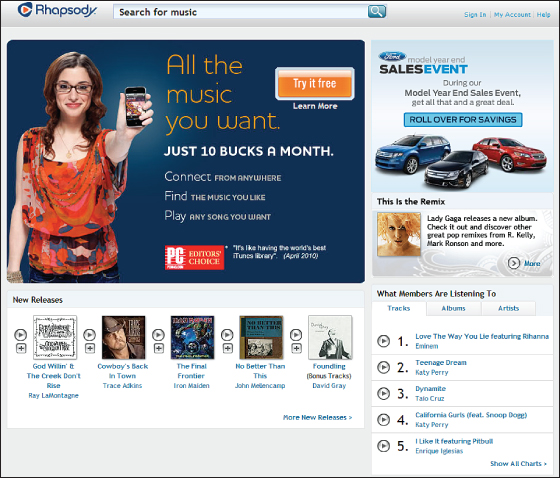 Rhapsody
Search for music
Sign In | My Account | Help
All the
music
you want.
Try it free
Learn More
JUST 10 BUCKS A MONTH.
Connect FROM ANYWHERE
Find THE MUSIC YOU LIKE
Play ANY SONG YOU WANT
PC EDITORS' CHOICE
"It's like having the world's best
iTunes library". (April 2010)
Ford
model year end
SALESEVENT
During our
Model Year End Sales Event,
get all that and a great deal.
ROLL OVER FOR SAVINGS
This Is the Remix
Lady Gaga releases a new album.
Check it out and discover other
great pop remixes from R. Kelly,
Mark Ronson and more.
More
New Releases
God Willin' &
The Creek Don't
Rise
Ray LaMontagne
Cowboy's Back
In Town
Trace Adkins
The Final
Frontier
Iron Maiden
No Better Than
This
John Mellencamp
Foundling
(Bonus Tracks)
David Gray
More New Releases >
What Members Are Listening To
Tracks Albums Artists
1. Love The Way You Lie featuring Rihanna
Eminem
2. Teenage Dream
Katy Perry
3. Dynamite
Taio Cruz
4. California Gurls (feat. Snoop Dogg)
Katy Perry
5. I Like It featuring Pitbull
Enrique Iglesias
Show All Charts >